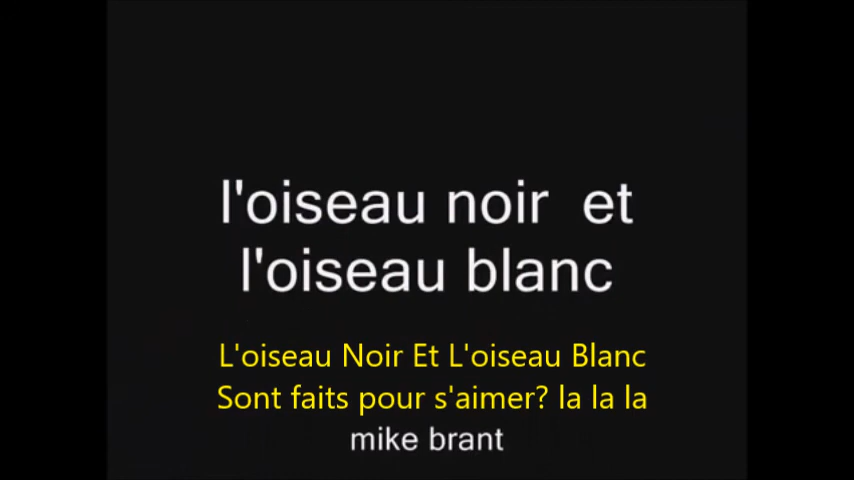 l'oiseau noir et
l'oiseau blanc
L'oiseau Noir Et L'oiseau Blanc
Sont faits pour s'aimer? la la la
mike brant